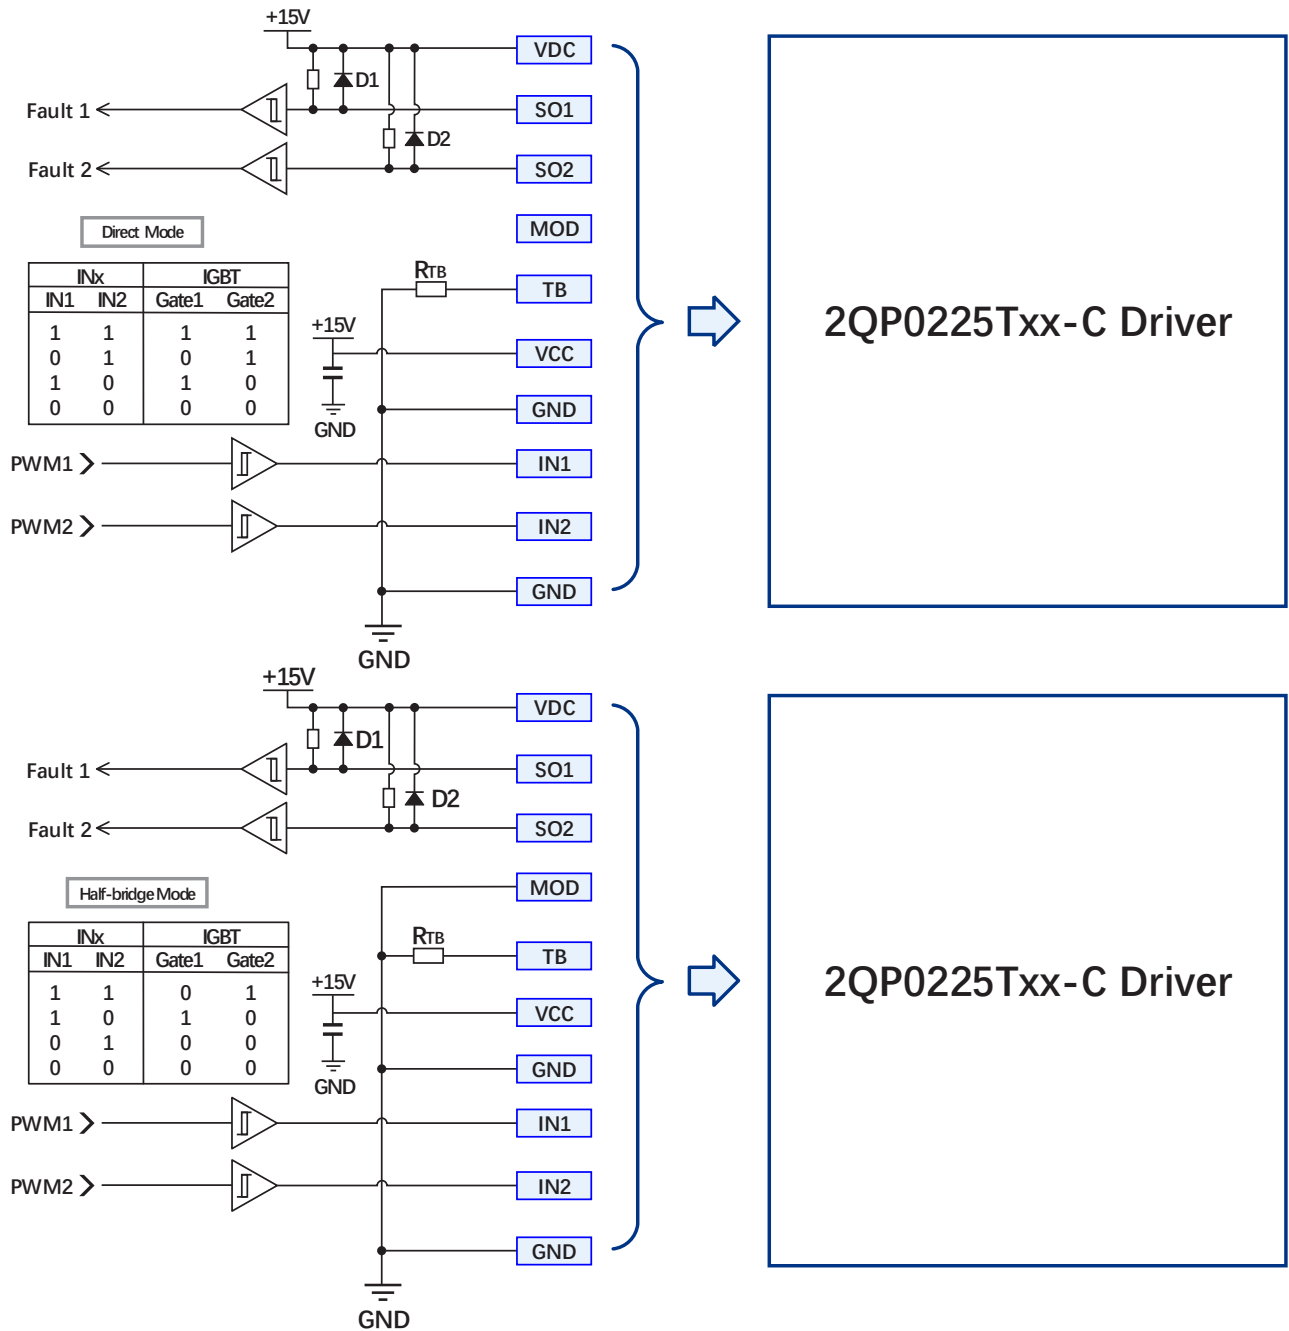 +15V
VDC
D1
Fault 1
SO1
D2
Fault 2
SO2
Direct Mode
MOD
RTB
TB
INx IGBT
IN1 IN2 Gate1 Gate2
1 1 1 1
0 1 0 1
1 0 1 0
0 0 0 0
+15V
VCC
GND
GND
PWM1
IN1
PWM2
IN2
GND
GND
2QP0225Txx-C Driver
+15V
VDC
D1
Fault 1
SO1
D2
Fault 2
SO2
Half-bridge Mode
MOD
RTB
TB
INx IGBT
IN1 IN2 Gate1 Gate2
1 1 0 1
1 0 1 0
0 1 0 0
0 0 0 0
+15V
VCC
GND
GND
PWM1
IN1
PWM2
IN2
GND
GND
2QP0225Txx-C Driver